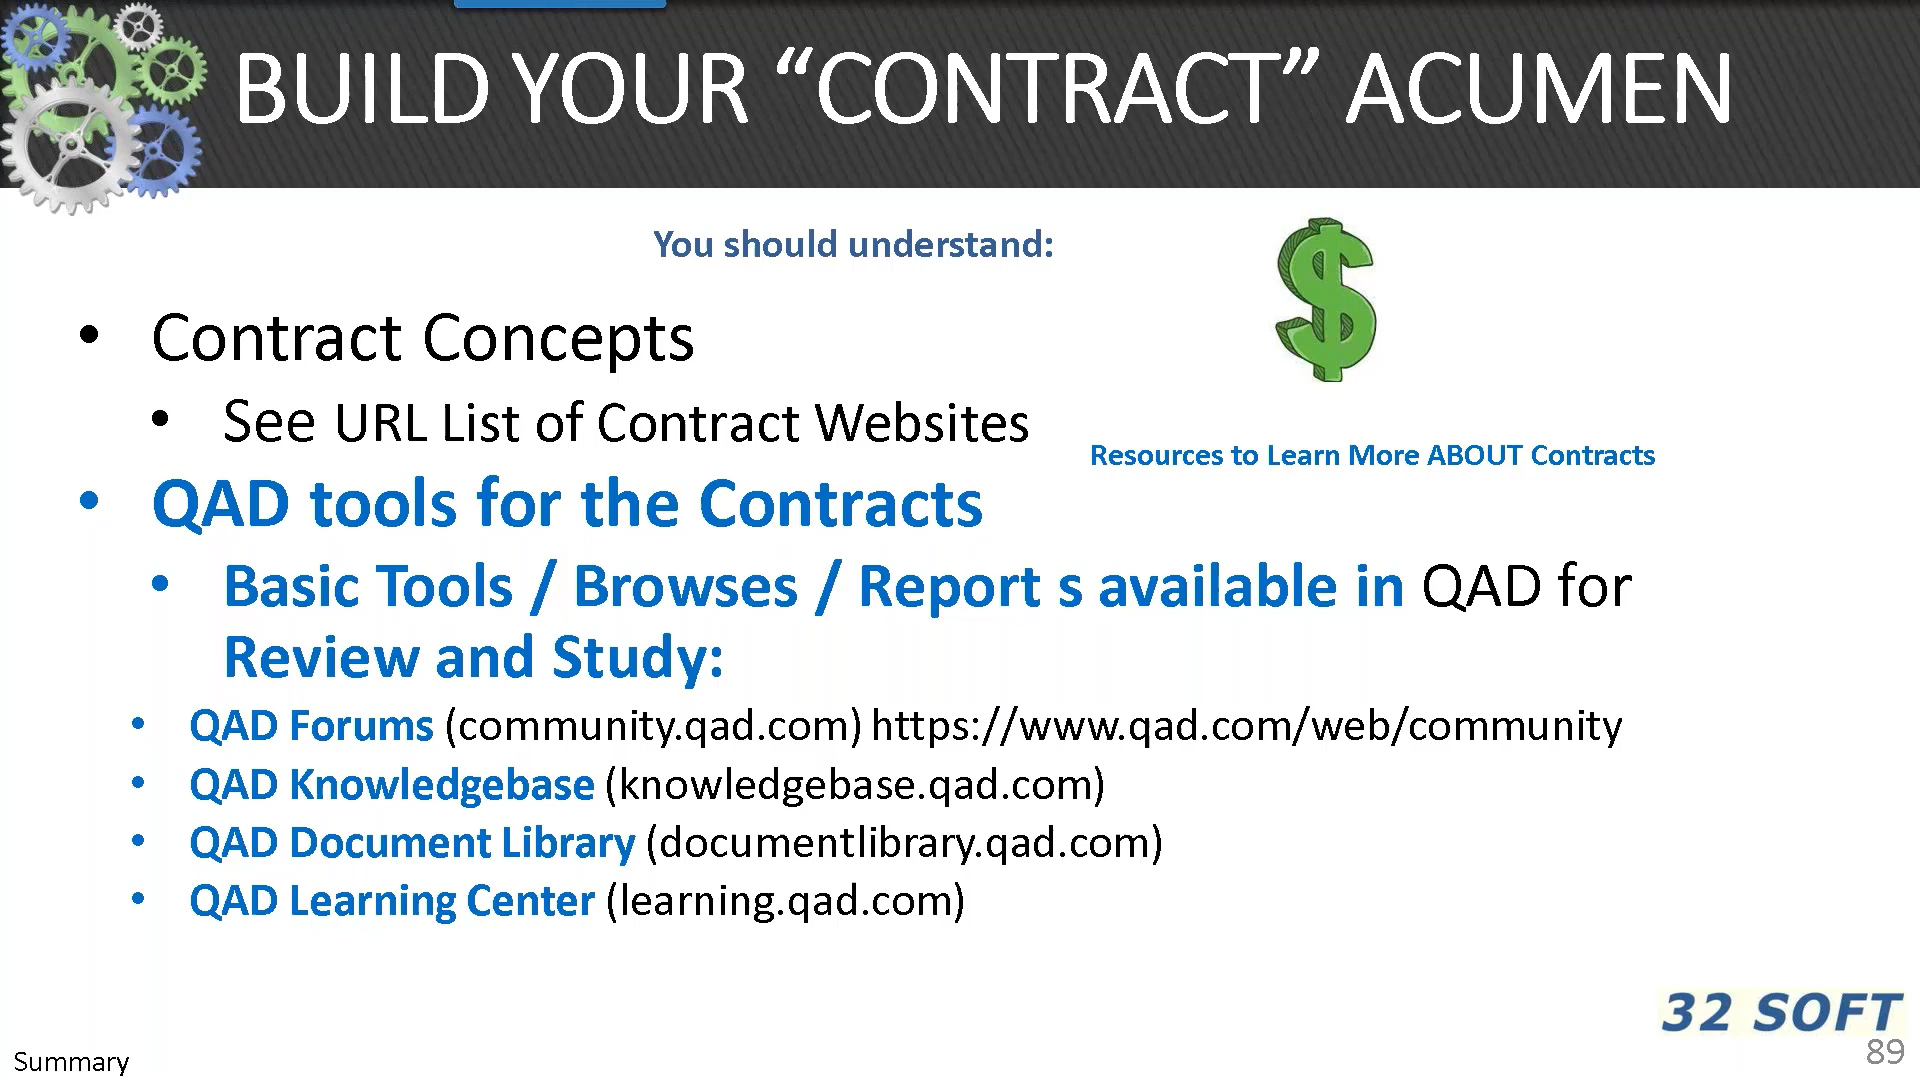 BUILD YOUR “CONTRACT” ACUMEN
You should understand:
• Contract Concepts
• See URL List of Contract Websites
Resources to Learn More ABOUT Contracts
• QAD tools for the Contracts
• Basic Tools / Browses / Report s available in QAD for
Review and Study:
• QAD Forums (community.qad.com) https://www.qad.com/web/community
• QAD Knowledgebase (knowledgebase.qad.com)
• QAD Document Library (documentlibrary.qad.com)
• QAD Learning Center (learning.qad.com)
32 SOFT
Summary
89